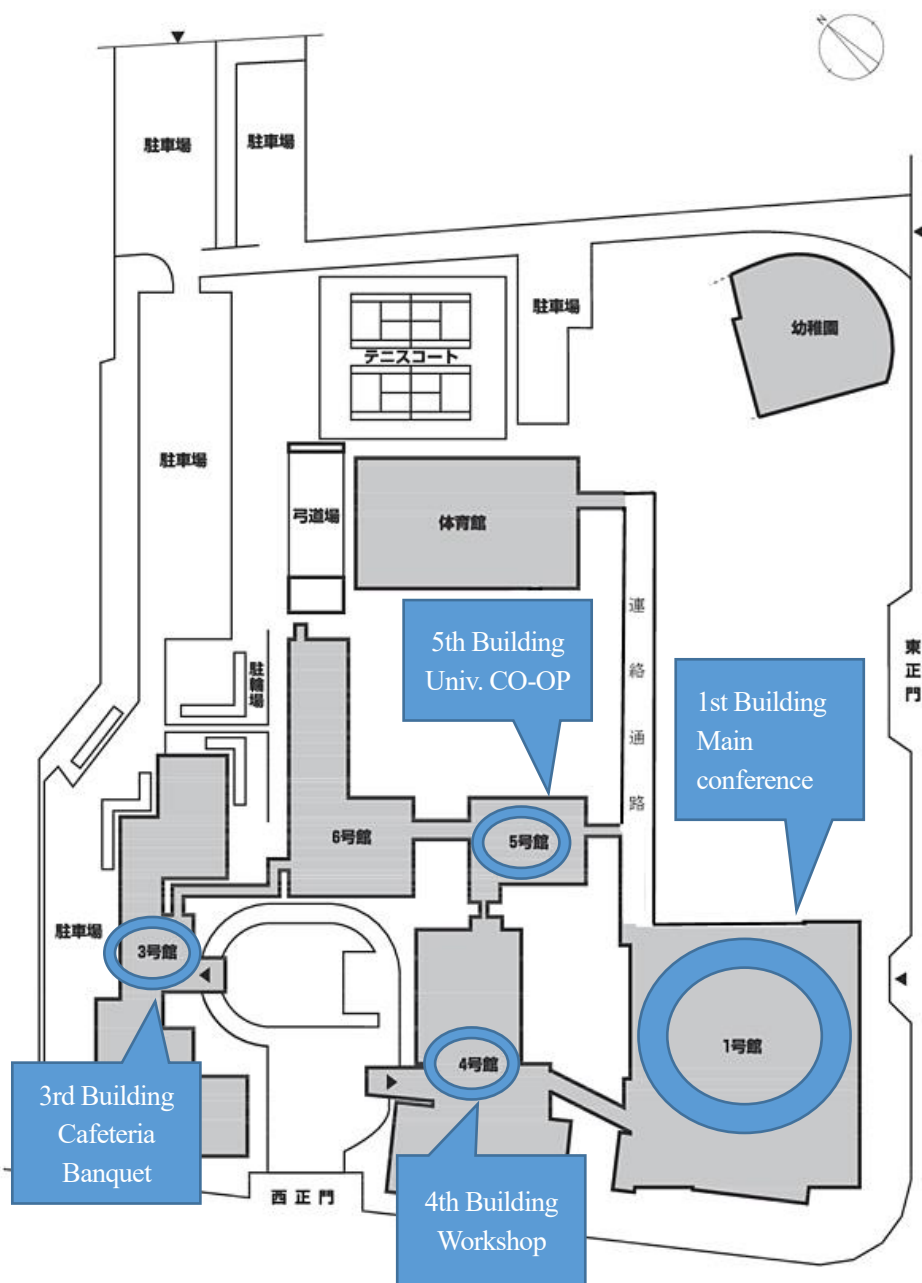 N
駐車場
駐車場
駐車場
幼稚園
テニスコート
駐車場
弓道場
体育館
連絡通路
東正門
5th Building
Univ. CO-OP
1st Building
Main
conference
駐輪場
6号館
5号館
駐車場
3号館
4号館
1号館
3rd Building
Cafeteria
Banquet
西正門
4th Building
Workshop